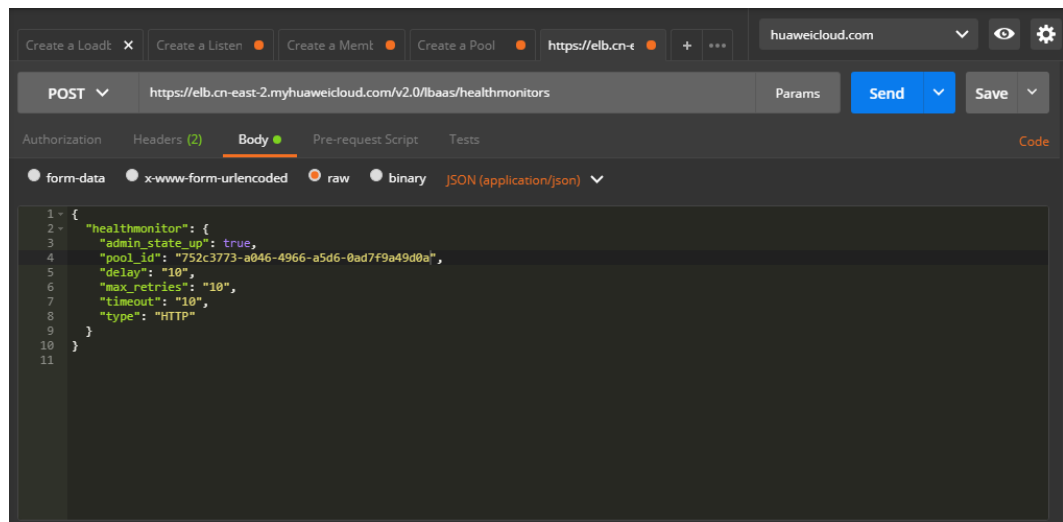 huaweicloud.com
Create a Loadt Create a Listen Create a Memt Create a Pool https://elb.cn-e + •••
POST https://elb.cn-east-2.myhuaweicloud.com/v2.0/lbaas/healthmonitors Params Send Save
Authorization Headers (2) Body Pre-request Script Tests Code
form-data x-www-form-urlencoded raw binary JSON (application/json)
1 {
2 "healthmonitor": {
3 "admin_state_up": true,
4 "pool_id": "752c3773-a046-4966-a5d6-0ad7f9a49d0a",
5 "delay": "10",
6 "max_retries": "10",
7 "timeout": "10",
8 "type": "HTTP"
9 }
10 }
11